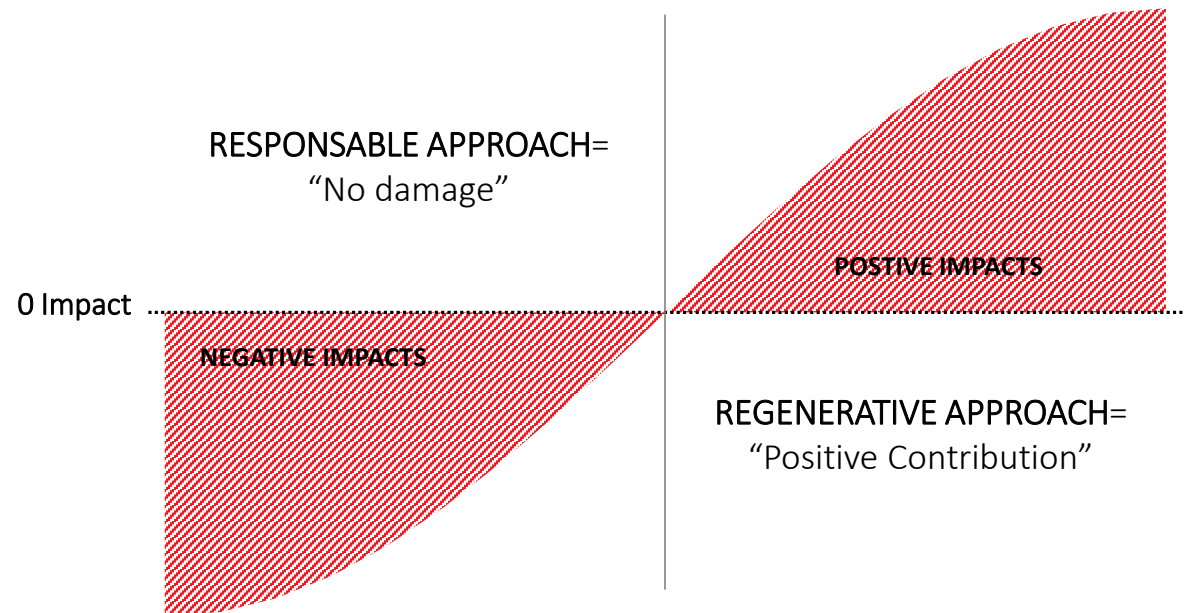 RESPONSABLE APPROACH=
“No damage”
POSTIVE IMPACTS
0 Impact
NEGATIVE IMPACTS
REGENERATIVE APPROACH=
“Positive Contribution”